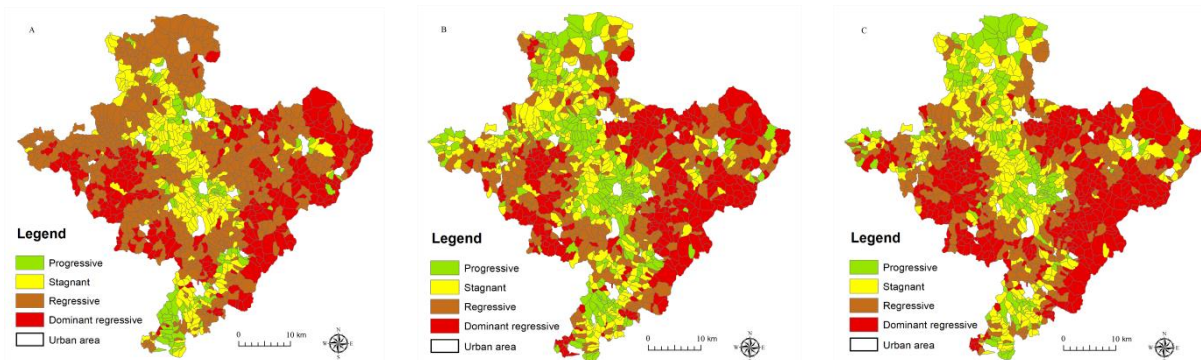 A
Legend
Progressive
Stagnant
Regressive
Dominant regressive
Urban area
0 10 km
N
W E
S
B
Legend
Progressive
Stagnant
Regressive
Dominant regressive
Urban area
0 10 km
N
W E
S
C
Legend
Progressive
Stagnant
Regressive
Dominant regressive
Urban area
0 10 km
N
W E
S